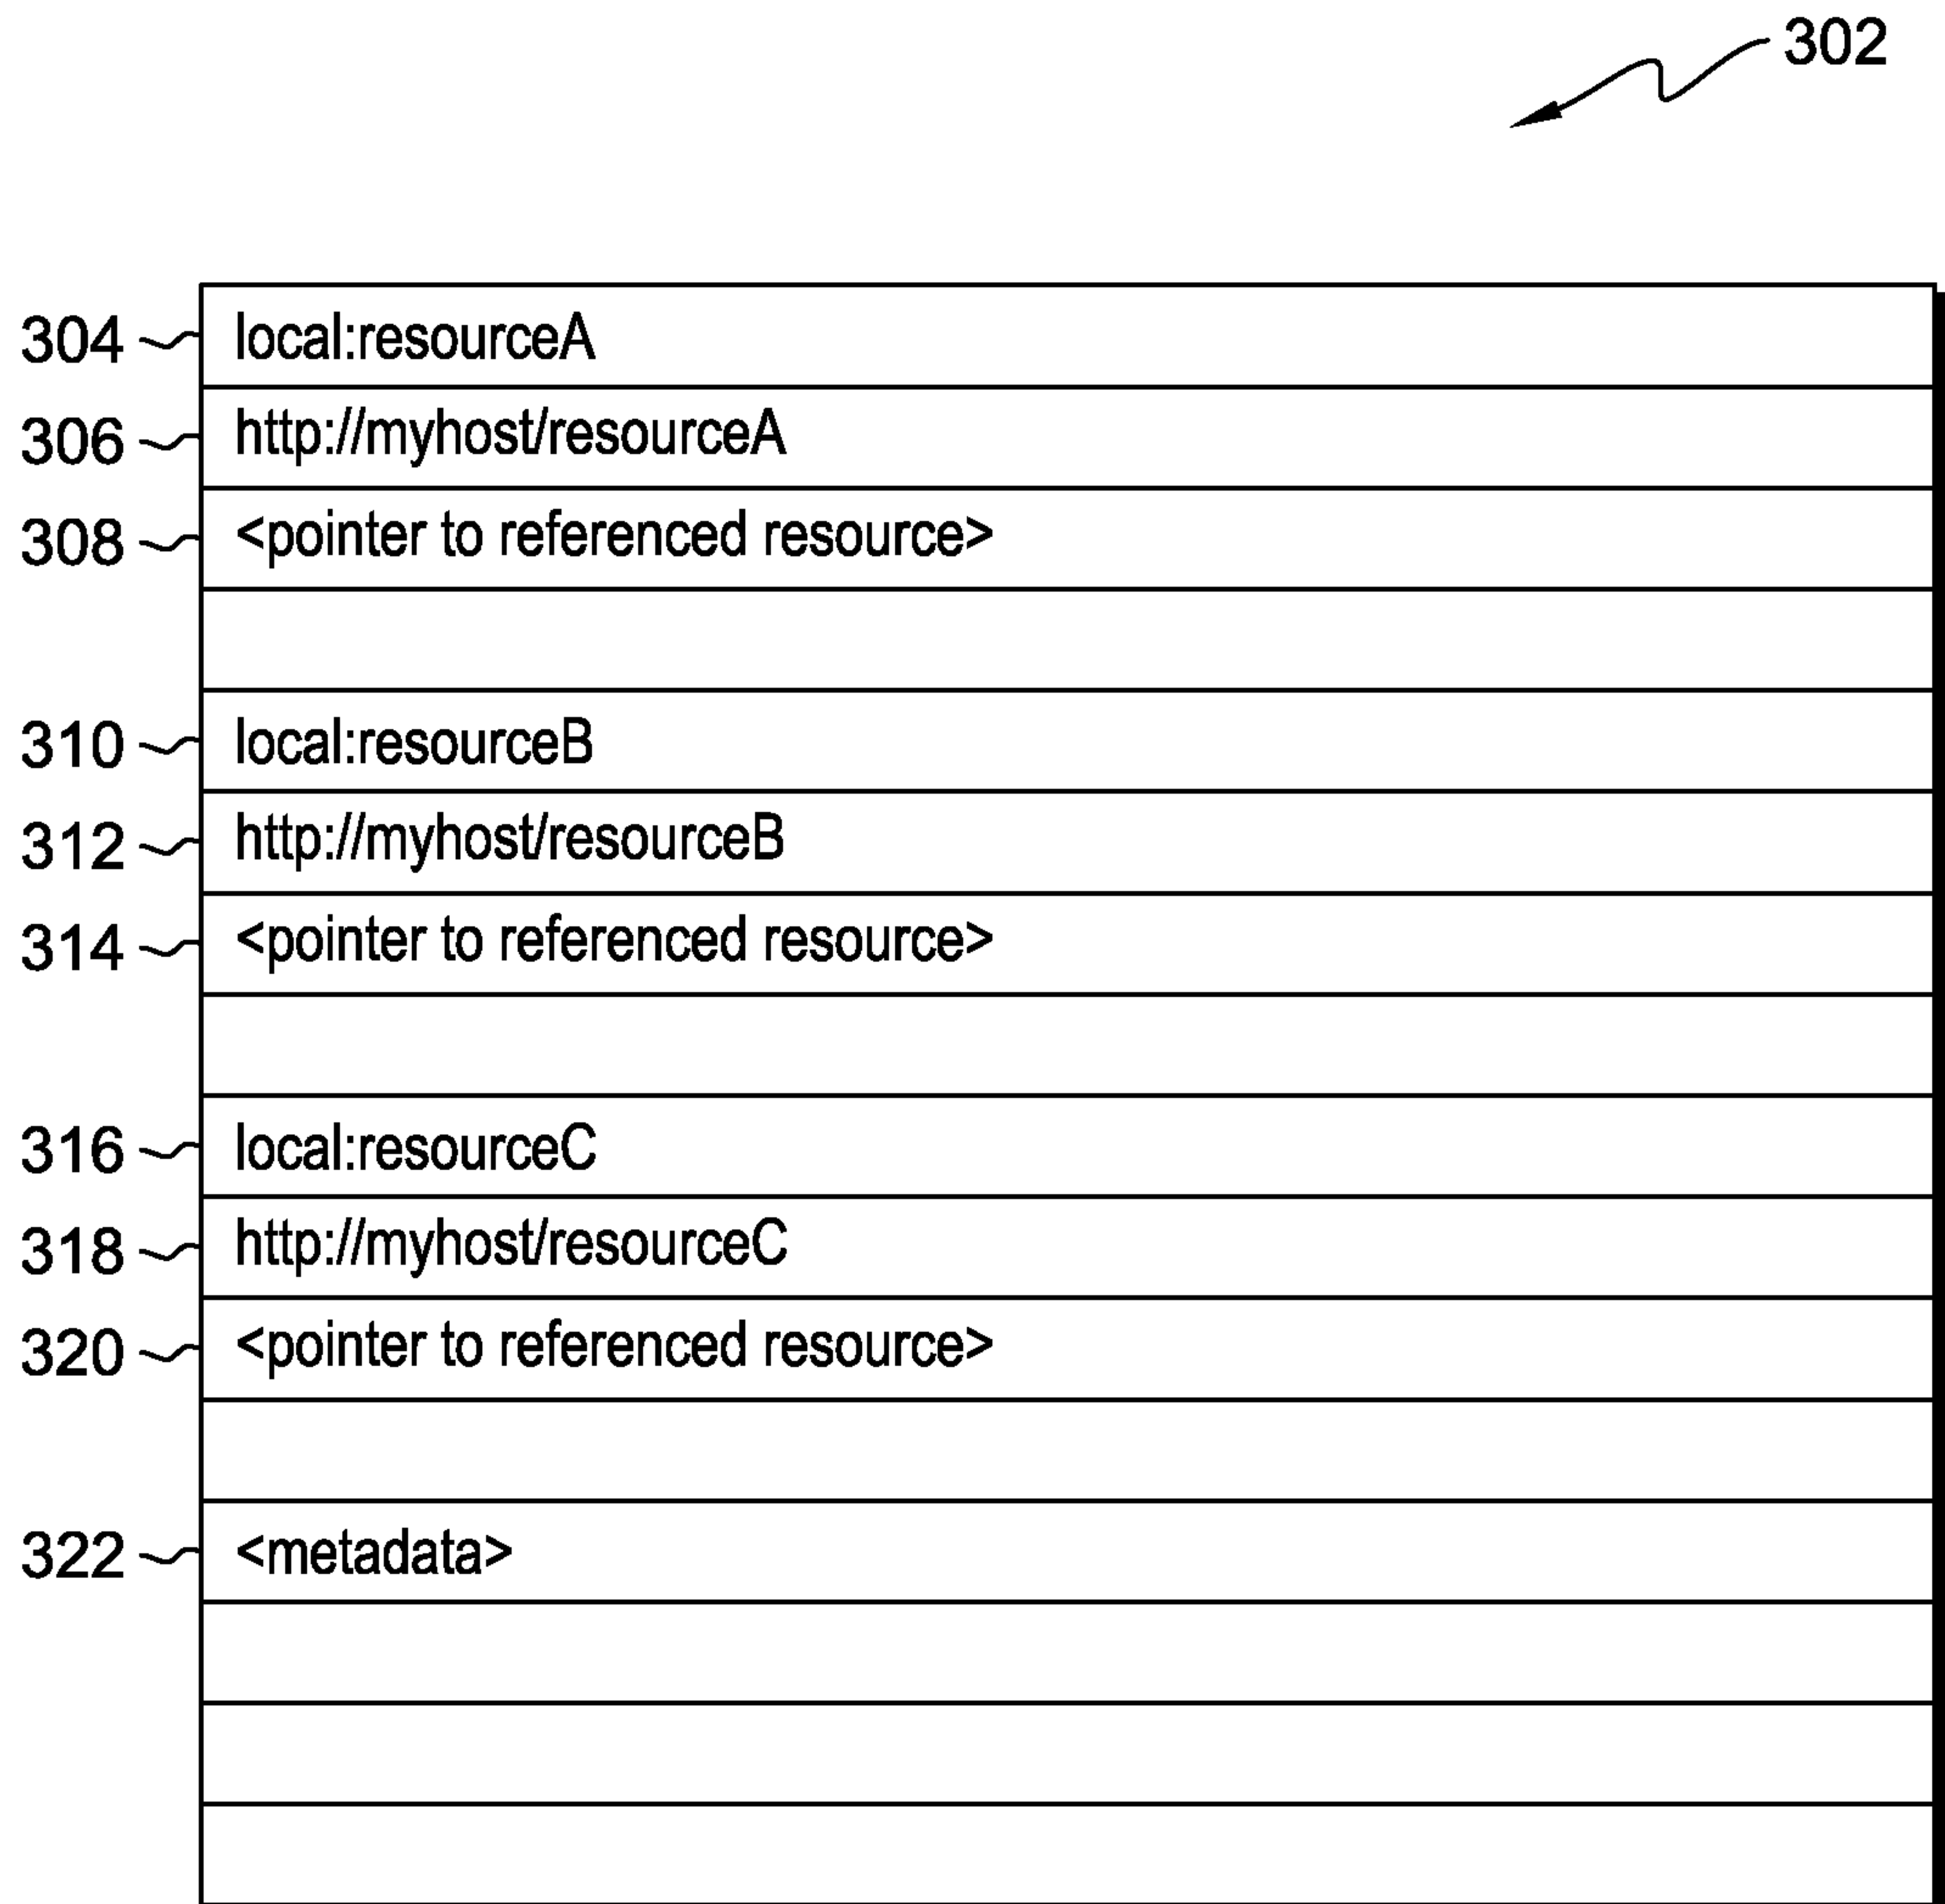 302
304 local:resourceA
306 http://myhost/resourceA
308 <pointer to referenced resource>
310 local:resourceB
312 http://myhost/resourceB
314 <pointer to referenced resource>
316 local:resourceC
318 http://myhost/resourceC
320 <pointer to referenced resource>
322 <metadata>